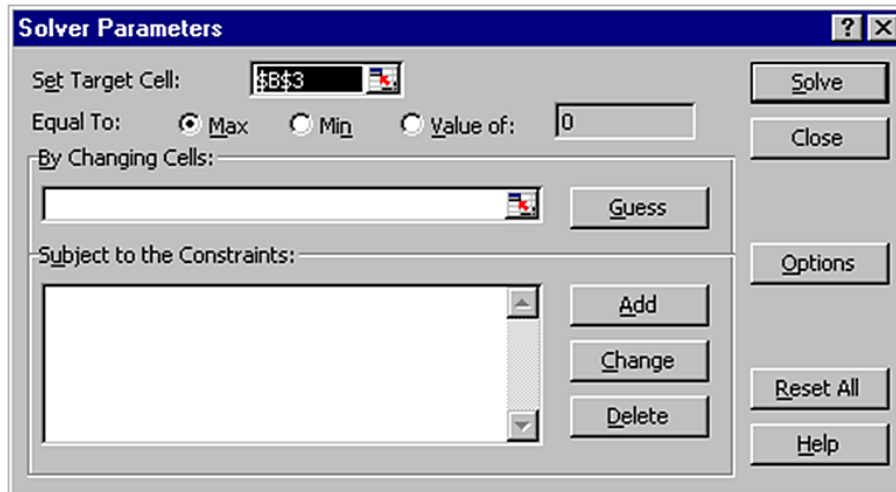 Solver Parameters ? X
Set Target Cell: $B$3 Solve
Equal To: Max Min Value of: 0 Close
By Changing Cells:
Guess
Subject to the Constraints: Options
Add
Change
Reset All
Delete
Help